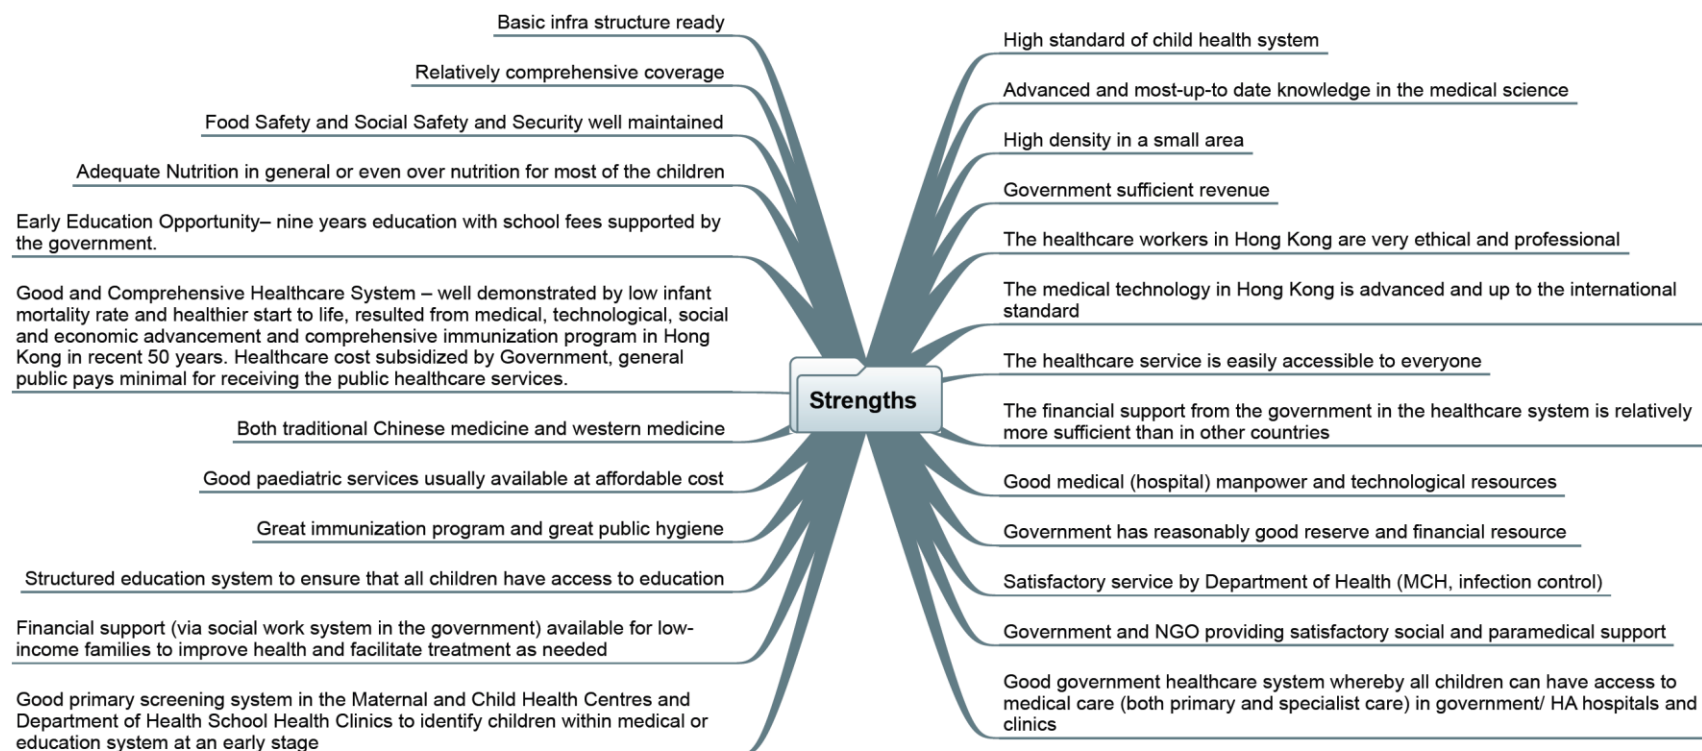 Basic infra structure ready
Relatively comprehensive coverage
Food Safety and Social Safety and Security well maintained
Adequate Nutrition in general or even over nutrition for most of the children
Early Education Opportunity– nine years education with school fees supported by
the government.
Good and Comprehensive Healthcare System – well demonstrated by low infant
mortality rate and healthier start to life, resulted from medical, technological, social
and economic advancement and comprehensive immunization program in Hong
Kong in recent 50 years. Healthcare cost subsidized by Government, general
public pays minimal for receiving the public healthcare services.
Both traditional Chinese medicine and western medicine
Good paediatric services usually available at affordable cost
Great immunization program and great public hygiene
Structured education system to ensure that all children have access to education
Financial support (via social work system in the government) available for low-
income families to improve health and facilitate treatment as needed
Good primary screening system in the Maternal and Child Health Centres and
Department of Health School Health Clinics to identify children within medical or
education system at an early stage
Strengths
High standard of child health system
Advanced and most-up-to date knowledge in the medical science
High density in a small area
Government sufficient revenue
The healthcare workers in Hong Kong are very ethical and professional
The medical technology in Hong Kong is advanced and up to the international
standard
The healthcare service is easily accessible to everyone
The financial support from the government in the healthcare system is relatively
more sufficient than in other countries
Good medical (hospital) manpower and technological resources
Government has reasonably good reserve and financial resource
Satisfactory service by Department of Health (MCH, infection control)
Government and NGO providing satisfactory social and paramedical support
Good government healthcare system whereby all children can have access to
medical care (both primary and specialist care) in government/ HA hospitals and
clinics